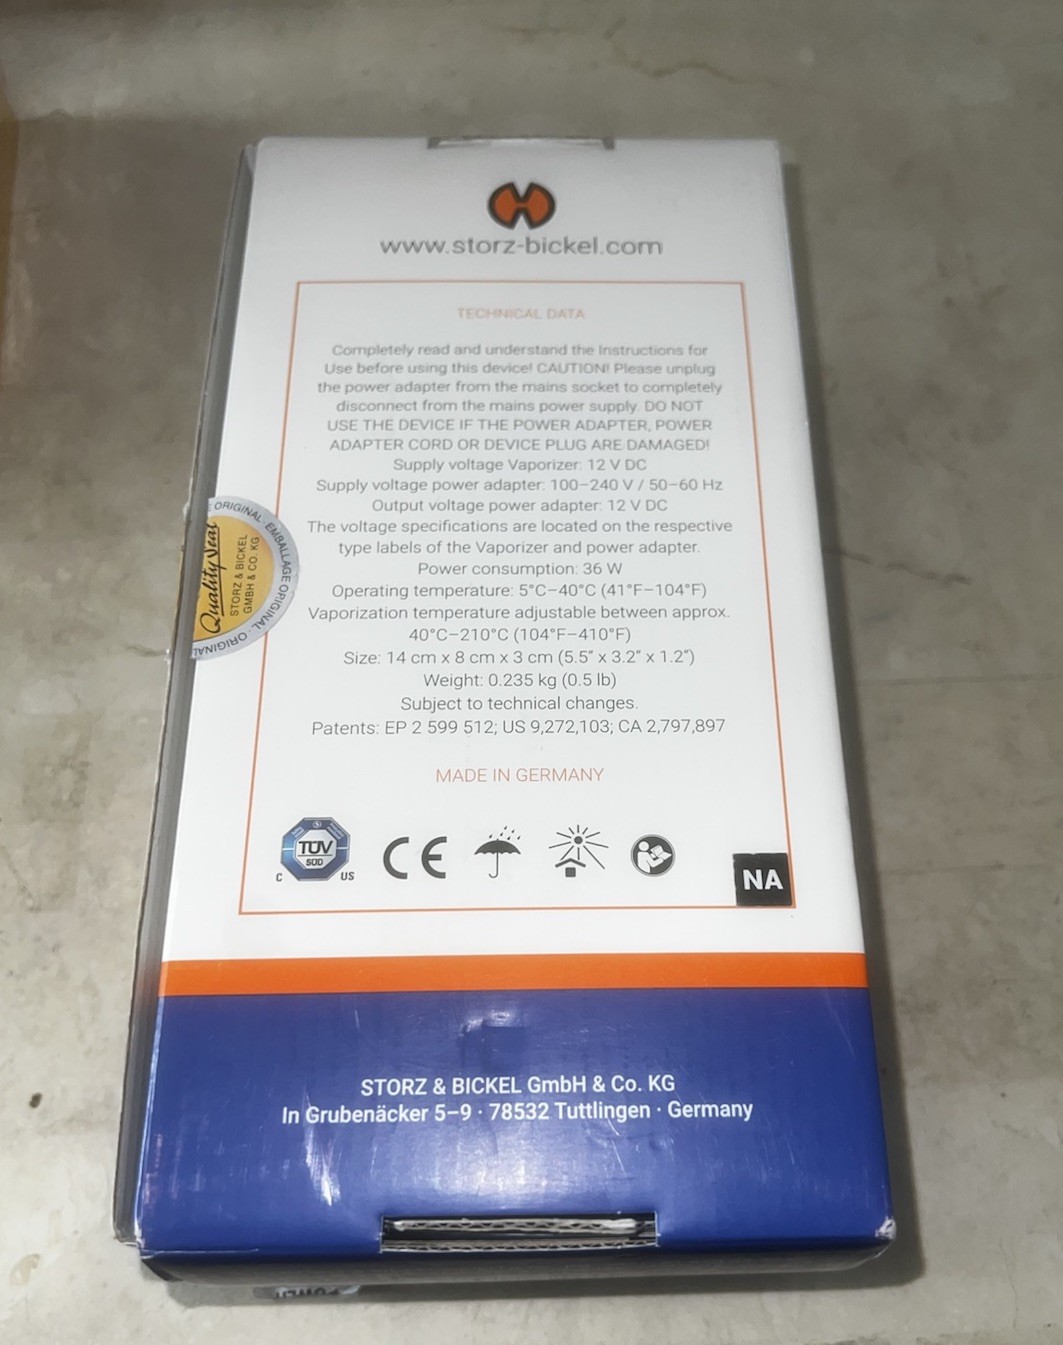 www.storz-bickel.com
TECHNICAL DATA
Completely read and understand the Instructions for
Use before using this device! CAUTION! Please unplug
the power adapter from the mains socket to completely
disconnect from the mains power supply. DO NOT
USE THE DEVICE IF THE POWER ADAPTER, POWER
ADAPTER CORD OR DEVICE PLUG ARE DAMAGED!
Supply voltage Vaporizer: 12 V DC
Supply voltage power adapter: 100–240 V / 50–60 Hz
Output voltage power adapter: 12 V DC
The voltage specifications are located on the respective
type labels of the Vaporizer and power adapter.
Power consumption: 36 W
Operating temperature: 5°C–40°C (41°F–104°F)
Vaporization temperature adjustable between approx.
40°C–210°C (104°F–410°F)
Size: 14 cm x 8 cm x 3 cm (5.5" x 3.2" x 1.2")
Weight: 0.235 kg (0.5 lb)
Subject to technical changes.
Patents: EP 2 599 512; US 9,272,103; CA 2,797,897
MADE IN GERMANY
ORIGINAL · EMBALLAGE ORIGINAL · ORIGINAL
Quality Seal
STORZ & BICKEL
GMBH & CO. KG
TÜV
SÜD
C US
CE
NA
STORZ & BICKEL GmbH & Co. KG
In Grubenäcker 5–9 · 78532 Tuttlingen · Germany